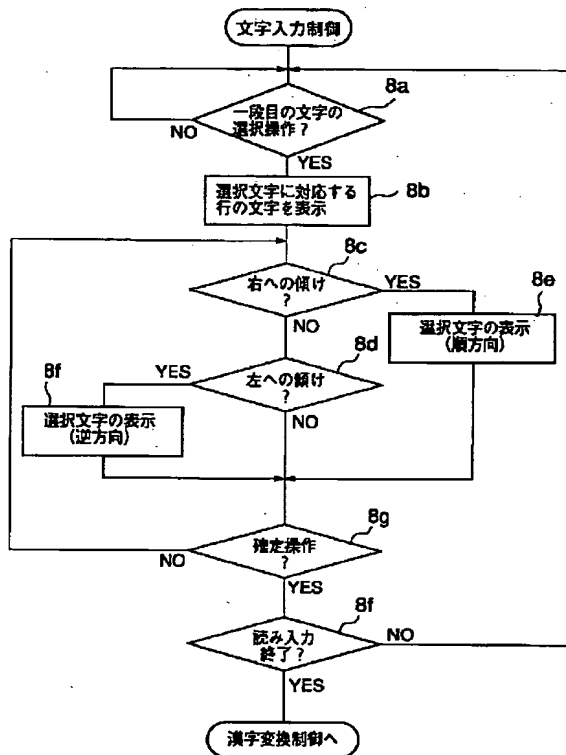 文字入力制御
8a
一段目の文字の
選択操作?
NO
YES
選択文字に対応する
行の文字を表示
8b
8c
右への傾け
?
YES
NO
8e
選択文字の表示
(順方向)
8d
左への傾け
?
YES
NO
8f
選択文字の表示
(逆方向)
8g
確定操作
?
NO
YES
8f
読み入力
終了?
NO
YES
漢字変換制御へ